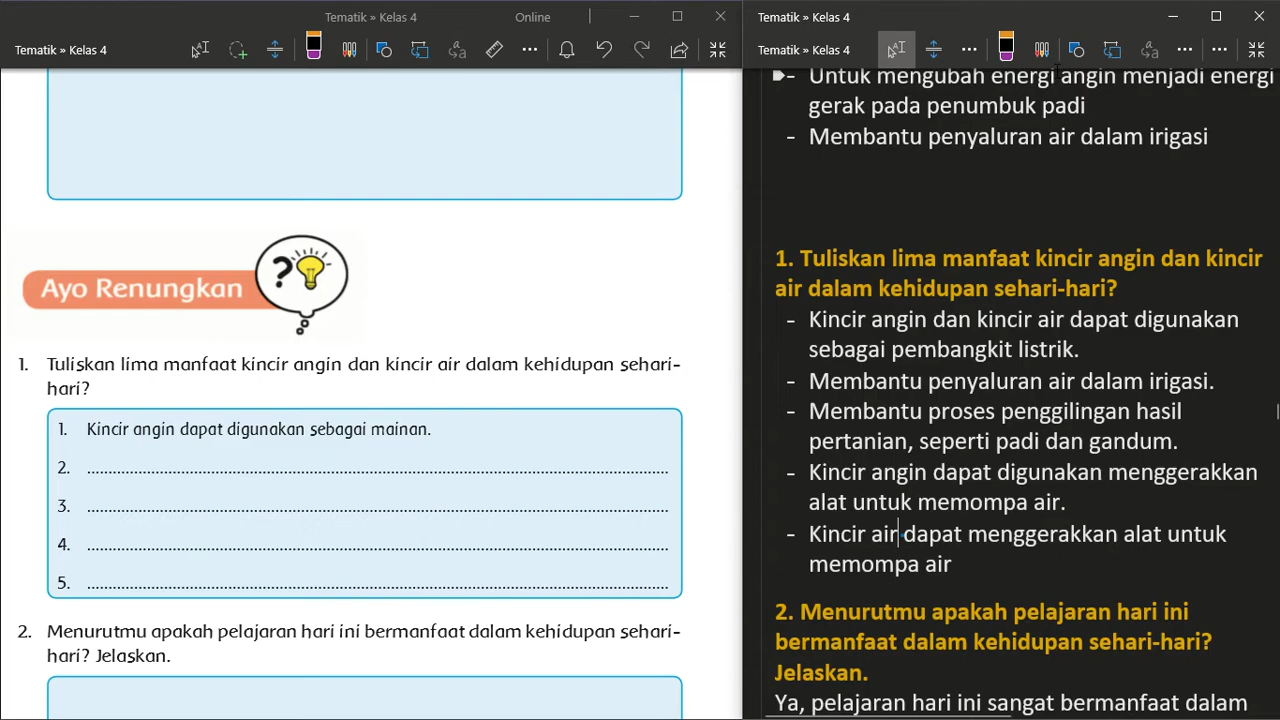 Tematik » Kelas 4
Online
Tematik » Kelas 4
Tematik » Kelas 4
Tematik » Kelas 4
Ayo Renungkan
1. Tuliskan lima manfaat kincir angin dan kincir air dalam kehidupan sehari-
hari?
1. Kincir angin dapat digunakan sebagai mainan.
2.
3.
4.
5.
2. Menurutmu apakah pelajaran hari ini bermanfaat dalam kehidupan sehari-
hari? Jelaskan.
- Untuk mengubah energi angin menjadi energi
gerak pada penumbuk padi
- Membantu penyaluran air dalam irigasi
1. Tuliskan lima manfaat kincir angin dan kincir
air dalam kehidupan sehari-hari?
- Kincir angin dan kincir air dapat digunakan
sebagai pembangkit listrik.
- Membantu penyaluran air dalam irigasi.
- Membantu proses penggilingan hasil
pertanian, seperti padi dan gandum.
- Kincir angin dapat digunakan menggerakkan
alat untuk memompa air.
- Kincir air dapat menggerakkan alat untuk
memompa air
2. Menurutmu apakah pelajaran hari ini
bermanfaat dalam kehidupan sehari-hari?
Jelaskan.
Ya, pelajaran hari ini sangat bermanfaat dalam